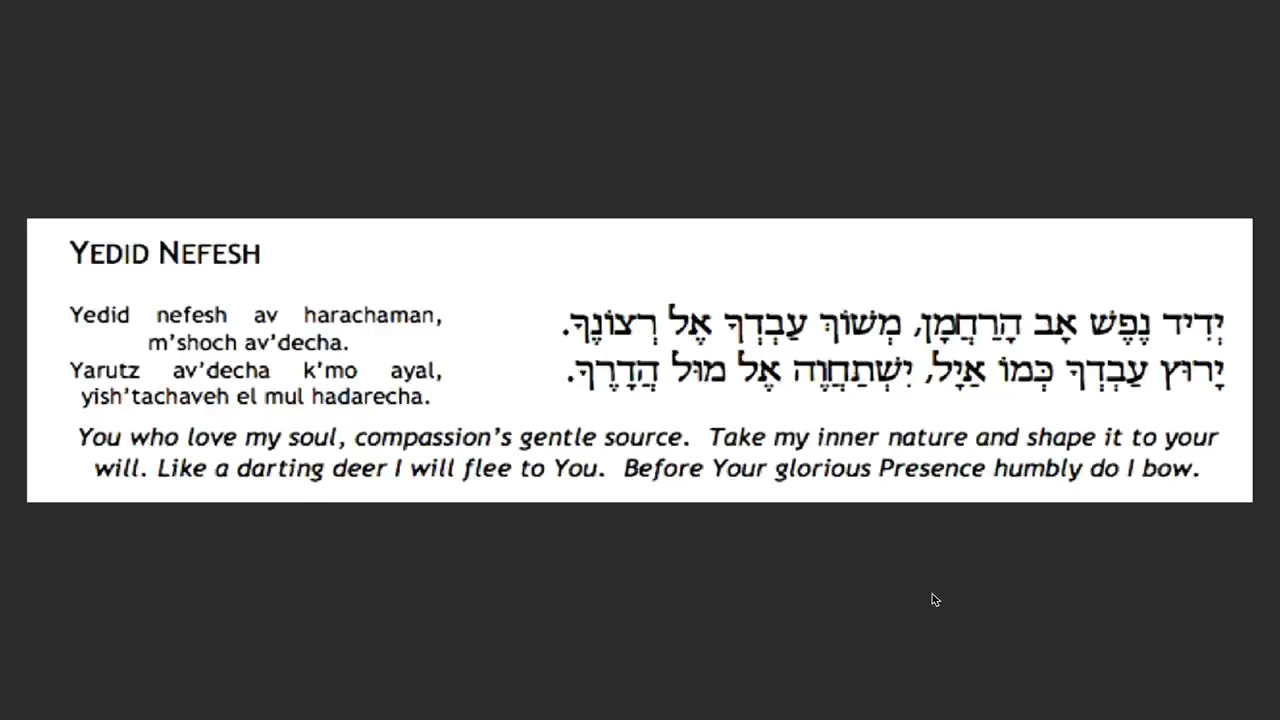 YEDID NEFESH
Yedid nefesh av harachaman,
m'shoch av'decha.
Yarutz av'decha k'mo ayal,
yish'tachaveh el mul hadarecha.
יְדִיד נֶפֶשׁ אָב הָרַחֲמָן, מְשׁוֹךְ עַבְדְךָ אֶל רְצוֹנֶךָ.
יָרוּץ עַבְדְךָ כְּמוֹ אַיָל, יִשְׁתַחֲוֶה אֶל מוּל הֲדָרֶךָ.
You who love my soul, compassion's gentle source.  Take my inner nature and shape it to your
will. Like a darting deer I will flee to You.  Before Your glorious Presence humbly do I bow.